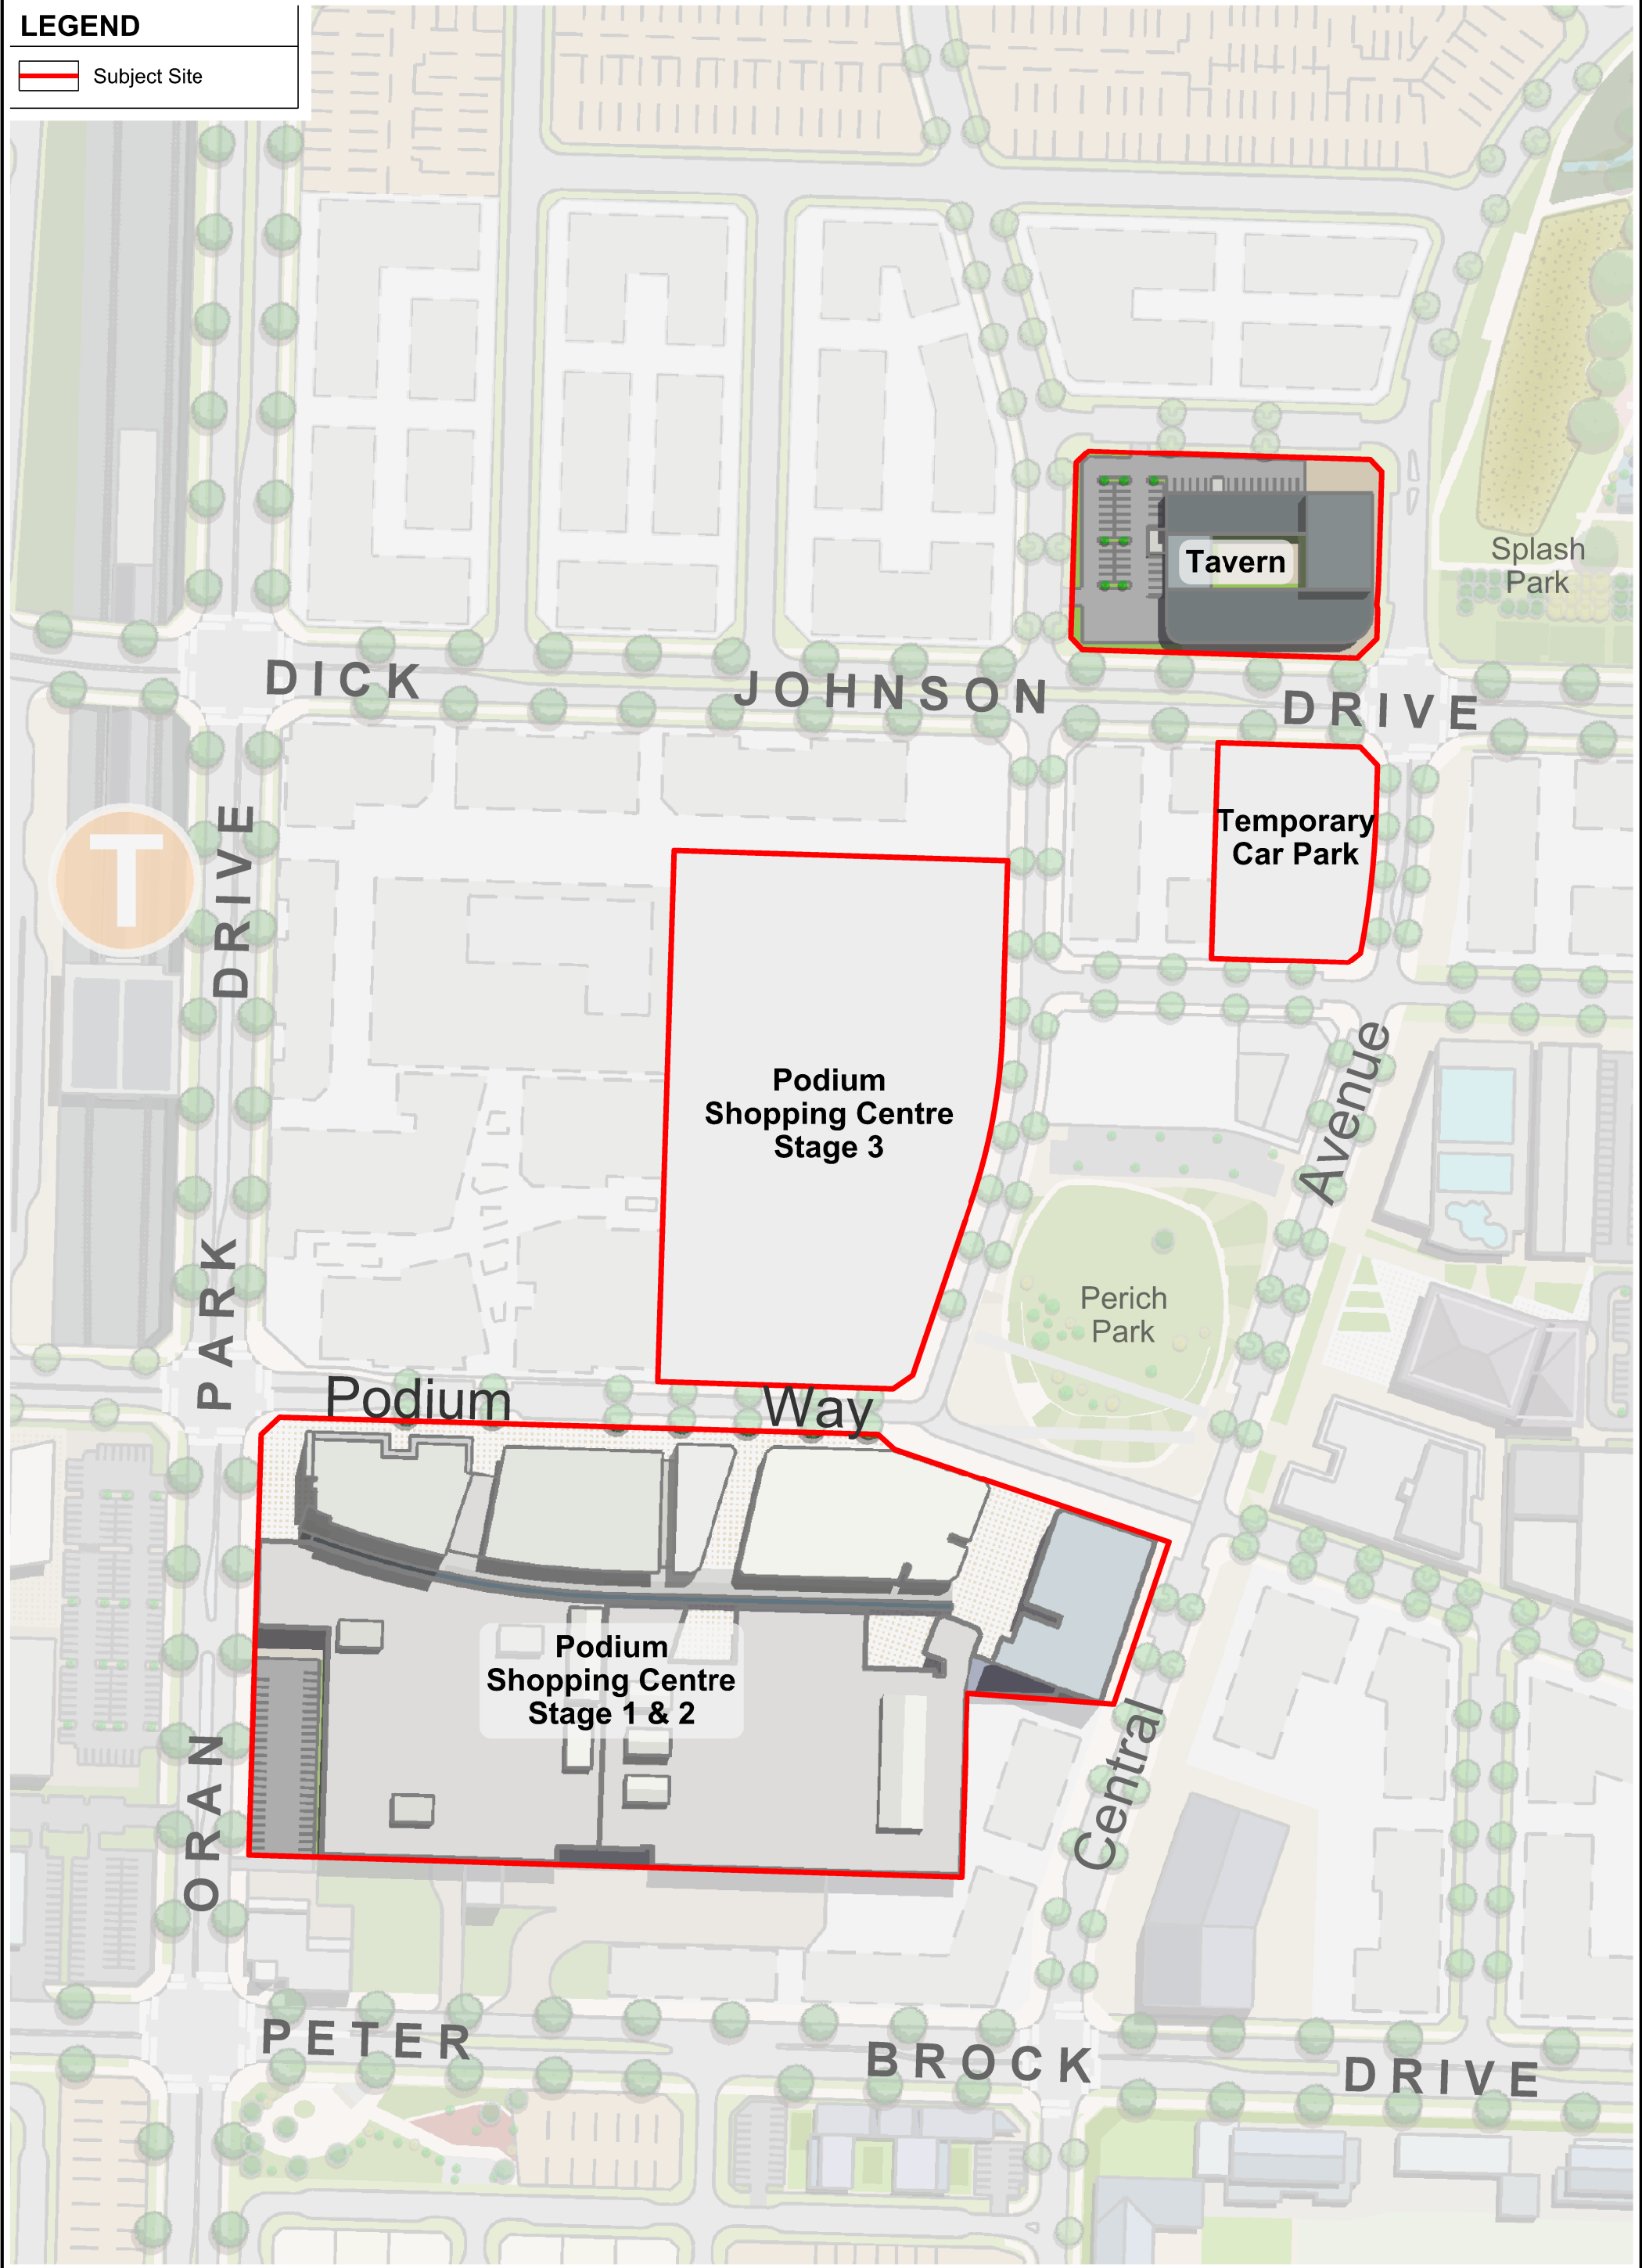 LEGEND
Subject Site
Tavern
Splash
Park
DICK JOHNSON DRIVE
Temporary
Car Park
T
ORAN PARK DRIVE
Podium
Shopping Centre
Stage 3
Central Avenue
Perich
Park
Podium Way
Podium
Shopping Centre
Stage 1 & 2
PETER BROCK DRIVE